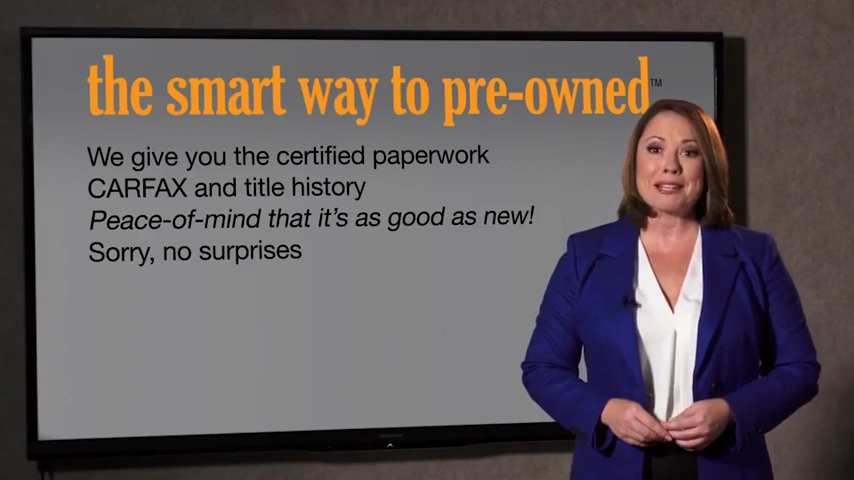 the smart way to pre-owned™
We give you the certified paperwork
CARFAX and title history
Peace-of-mind that it's as good as new!
Sorry, no surprises